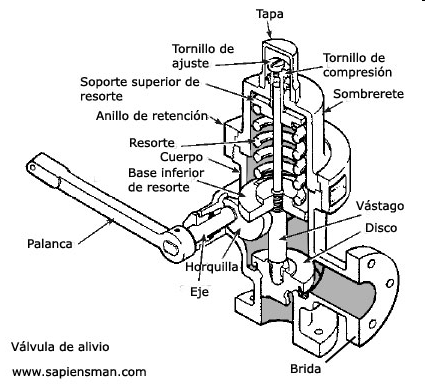 Tapa
Tornillo de
ajuste
Tornillo de
compresión
Soporte superior de
resorte
Sombrerete
Anillo de retención
Resorte
Cuerpo
Base inferior
de resorte
Vástago
Disco
Palanca
Horquilla
Eje
Válvula de alivio
Brida
www.sapiensman.com